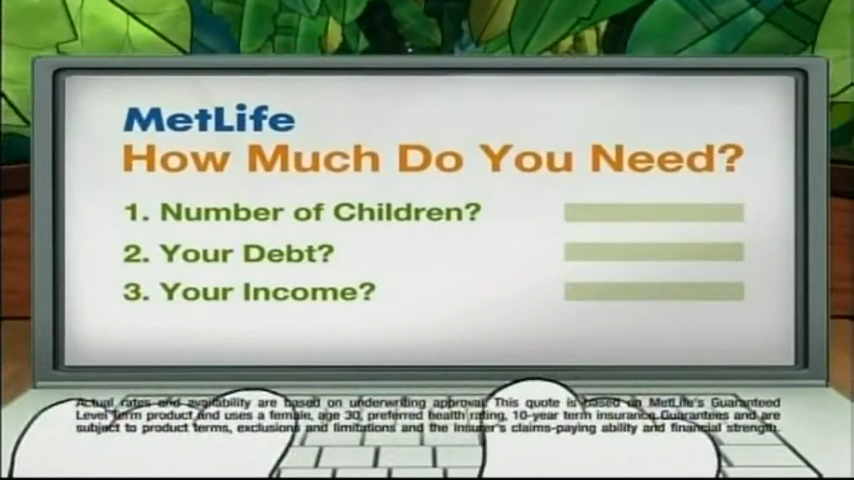 MetLife
How Much Do You Need?
1. Number of Children?
2. Your Debt?
3. Your Income?
Actual rates and availability are based on underwriting approval. This quote is based on MetLife's Guaranteed
Level Term product and uses a female, age 30, preferred health rating, 10-year term insurance. Guarantees and are
subject to product terms, exclusions and limitations and the insurer's claims-paying ability and financial strength.